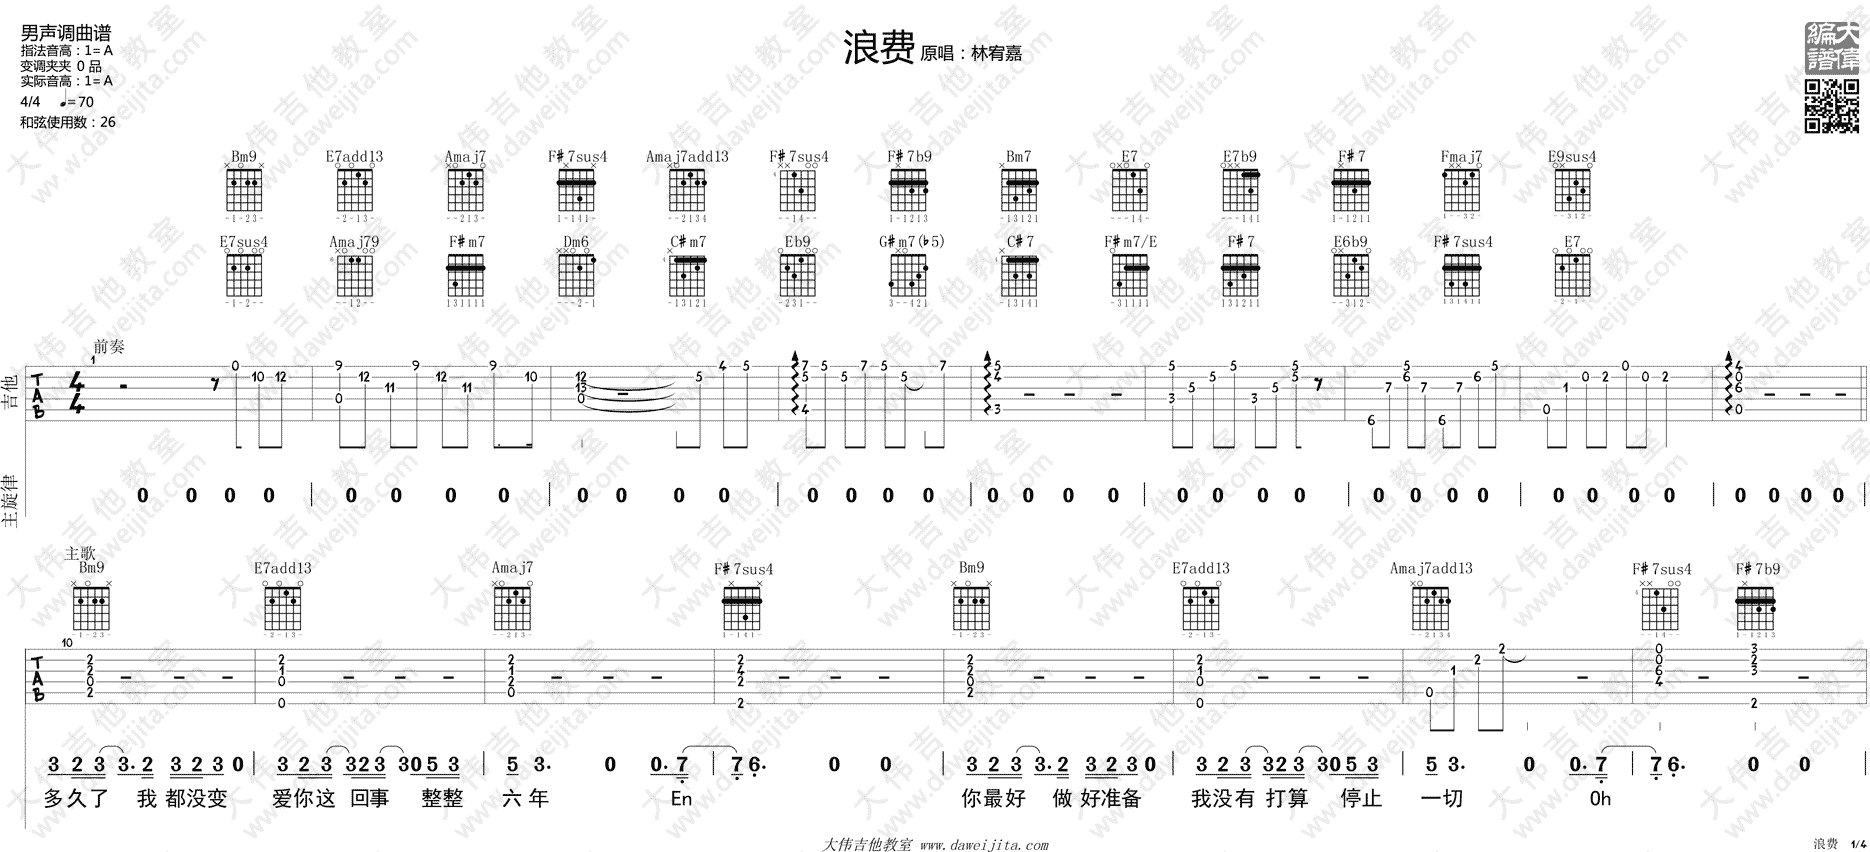 男声调曲谱
指法音高：1= A
变调夹夹 0 品
实际音高：1= A
4/4 ♩= 70
和弦使用数：26
浪费 原唱：林宥嘉
大偉
編譜
Bm9 E7add13 Amaj7 F#7sus4 Amaj7add13 F#7sus4 F#7b9 Bm7 E7 E7b9 F#7 Fmaj7 E9sus4
E7sus4 Amaj79 F#m7 Dm6 C#m7 Eb9 G#m7(♭5) C#7 F#m7/E F#7 E6b9 F#7sus4 E7
前奏
1
吉他
TAB
4/4
主旋律
0 0 0 0 | 0 0 0 0 | 0 0 0 0 | 0 0 0 0 | 0 0 0 0 | 0 0 0 0 | 0 0 0 0 | 0 0 0 0 | 0 0 0 0 |
主歌
Bm9 E7add13 Amaj7 F#7sus4 Bm9 E7add13 Amaj7add13 F#7sus4 F#7b9
10
TAB
3 2 3 3. 2 3 2 3 0 | 3 2 3 3 2 3 3 0 5 3 | 5 3. 0 0. 7 | 7 6. 0 0 | 3 2 3 3. 2 3 2 3 0 | 3 2 3 3 2 3 3 0 5 3 | 5 3. 0 0. 7 | 7 6. 0 0
多久了 我 都没变 爱你这 回事 整整 六 年 En 你最好 做 好准备 我没有 打算 停止 一切 Oh
大伟吉他教室 www.daweijita.com
浪费 1/4